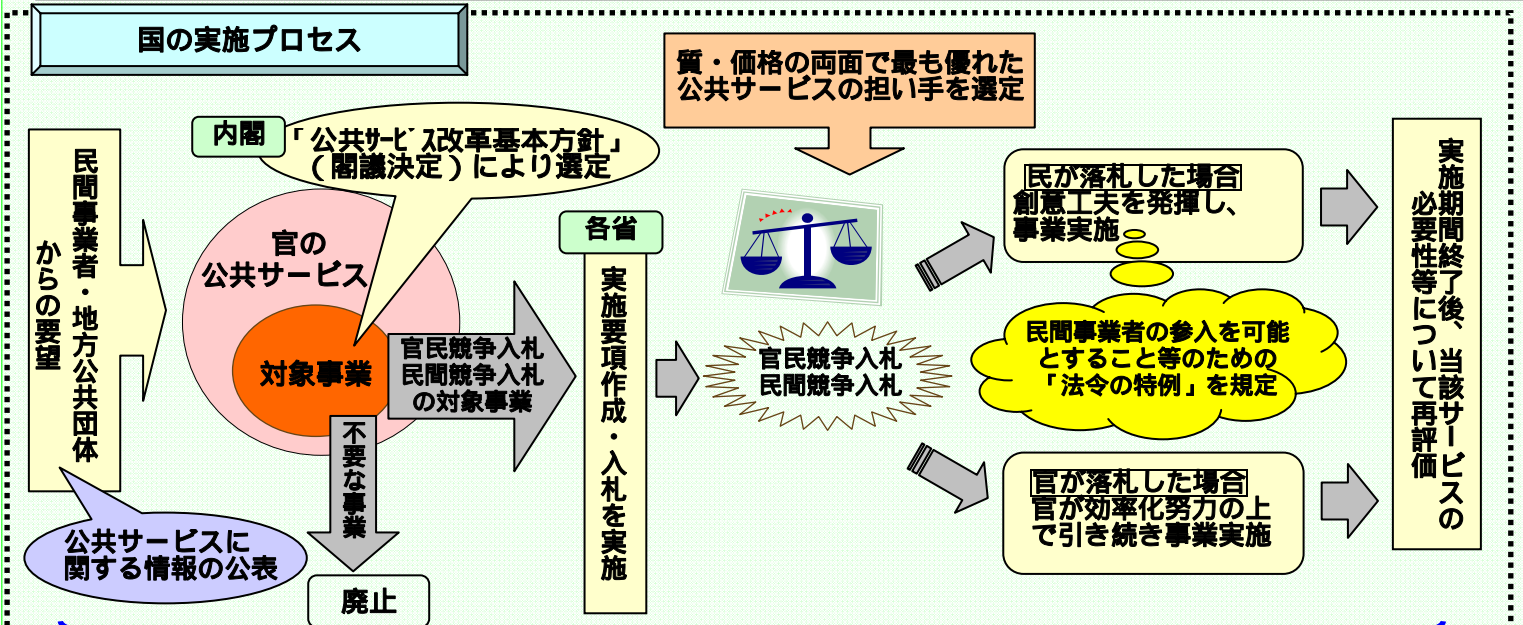 国の実施プロセス
質・価格の両面で最も優れた
公共サービスの担い手を選定
内閣
「公共ｻｰﾋﾞｽ改革基本方針」
(閣議決定)により選定
民間事業者・地方公共団体
からの要望
官の
公共サービス
対象事業
官民競争入札
民間競争入札
の対象事業
不要な事業
廃止
公共サービスに
関する情報の公表
各省
実施要項作成・入札を実施
官民競争入札
民間競争入札
民が落札した場合
創意工夫を発揮し、
事業実施
民間事業者の参入を可能
とすること等のための
「法令の特例」を規定
官が落札した場合
官が効率化努力の上
で引き続き事業実施
実施期間終了後、当該サービスの
必要性等について再評価